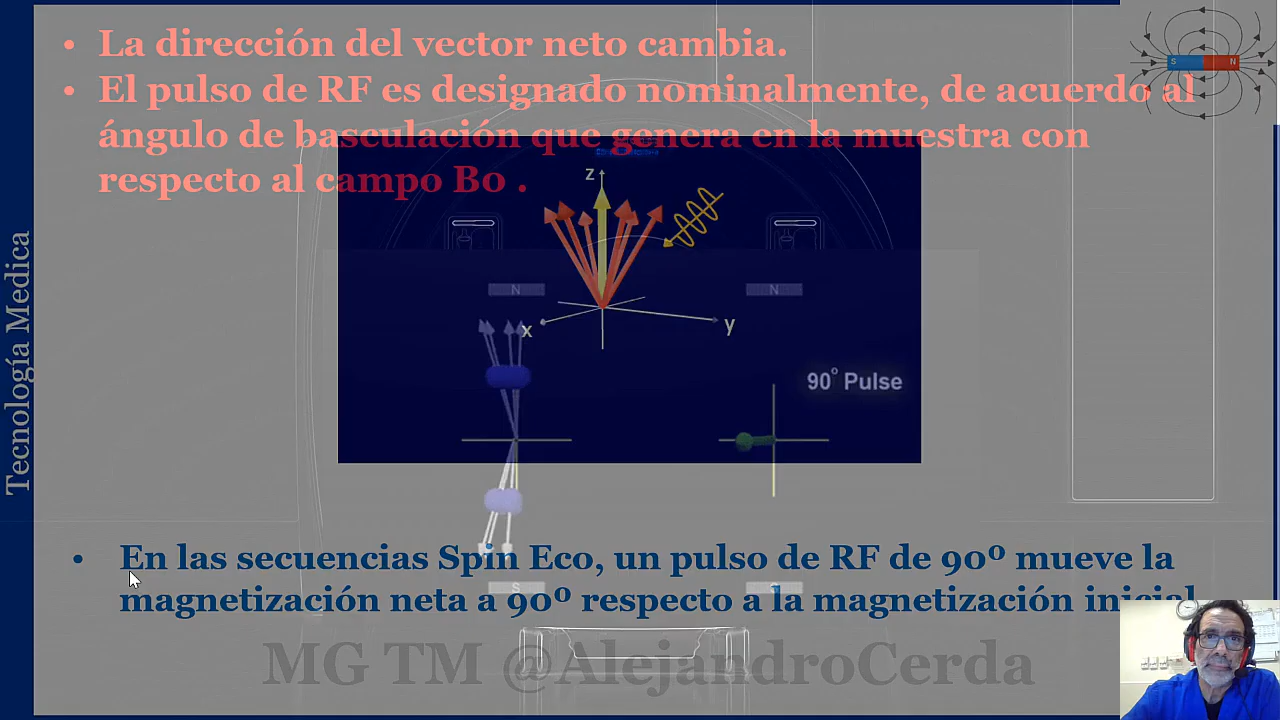 • La dirección del vector neto cambia.
• El pulso de RF es designado nominalmente, de acuerdo al
ángulo de basculación que genera en la muestra con
respecto al campo B0 .
S N
z
N N
x y
90° Pulse
• En las secuencias Spin Eco, un pulso de RF de 90º mueve la
magnetización neta a 90º respecto a la magnetización inicial
S S
MG TM @AlejandroCerda
Tecnología Medica